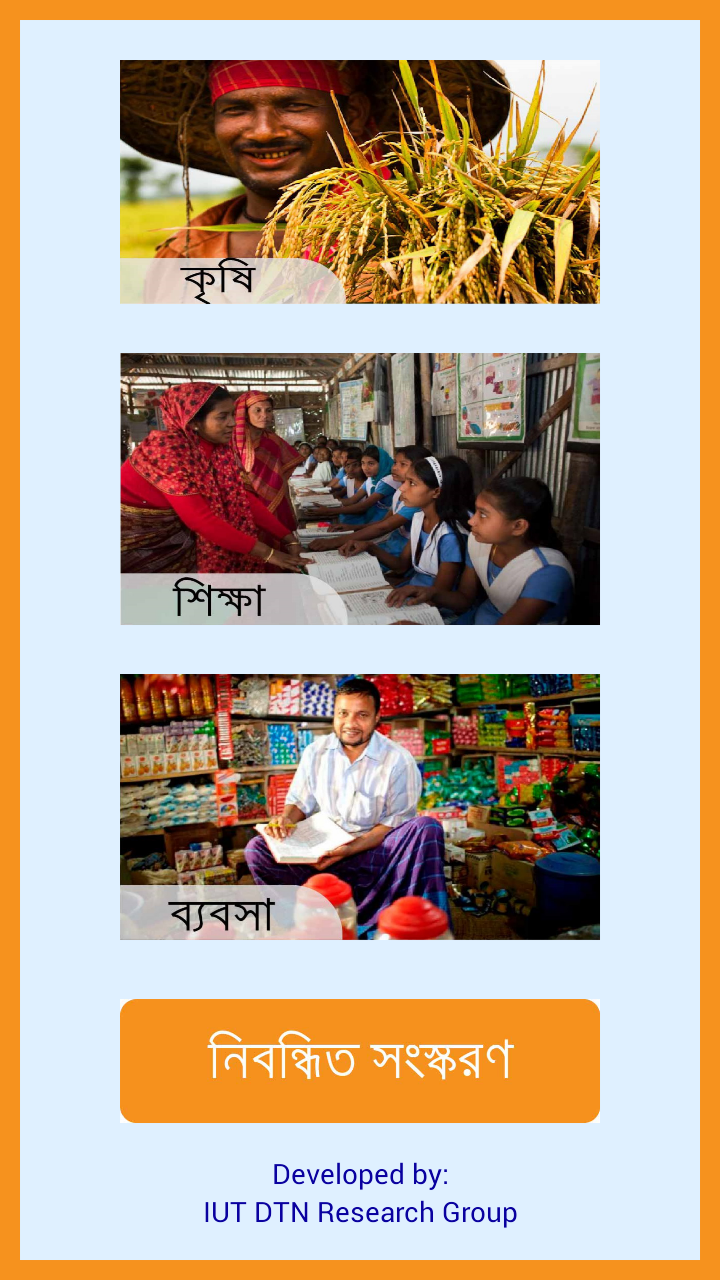 কৃষি
শিক্ষা
ব্যবসা
নিবন্ধিত সংস্করণ
Developed by:
IUT DTN Research Group